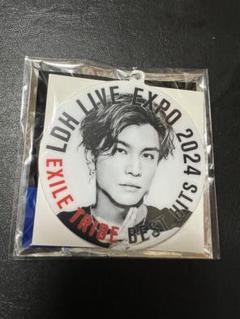 LDH LIVE EXPO 2024
EXILE TRIBE BEST HITS